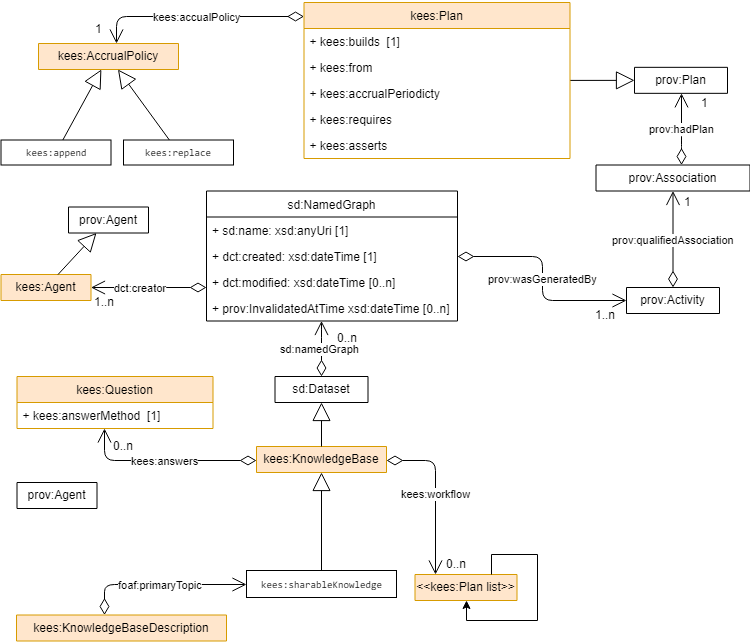 kees:accualPolicy
kees:Plan
1
kees:AccrualPolicy
+ kees:builds [1]
+ kees:from
+ kees:accrualPeriodicty
+ kees:requires
+ kees:asserts
prov:Plan
1
prov:hadPlan
kees:append
kees:replace
prov:Association
1
prov:Agent
sd:NamedGraph
+ sd:name: xsd:anyUri [1]
+ dct:created: xsd:dateTime [1]
+ dct:modified: xsd:dateTime [0..n]
+ prov:InvalidatedAtTime xsd:dateTime [0..n]
prov:qualifiedAssociation
kees:Agent
dct:creator
1..n
prov:wasGeneratedBy
prov:Activity
1..n
0..n
sd:namedGraph
sd:Dataset
kees:Question
+ kees:answerMethod [1]
0..n
kees:answers
kees:KnowledgeBase
prov:Agent
kees:workflow
0..n
foaf:primaryTopic
kees:sharableKnowledge
<<kees:Plan list>>
kees:KnowledgeBaseDescription